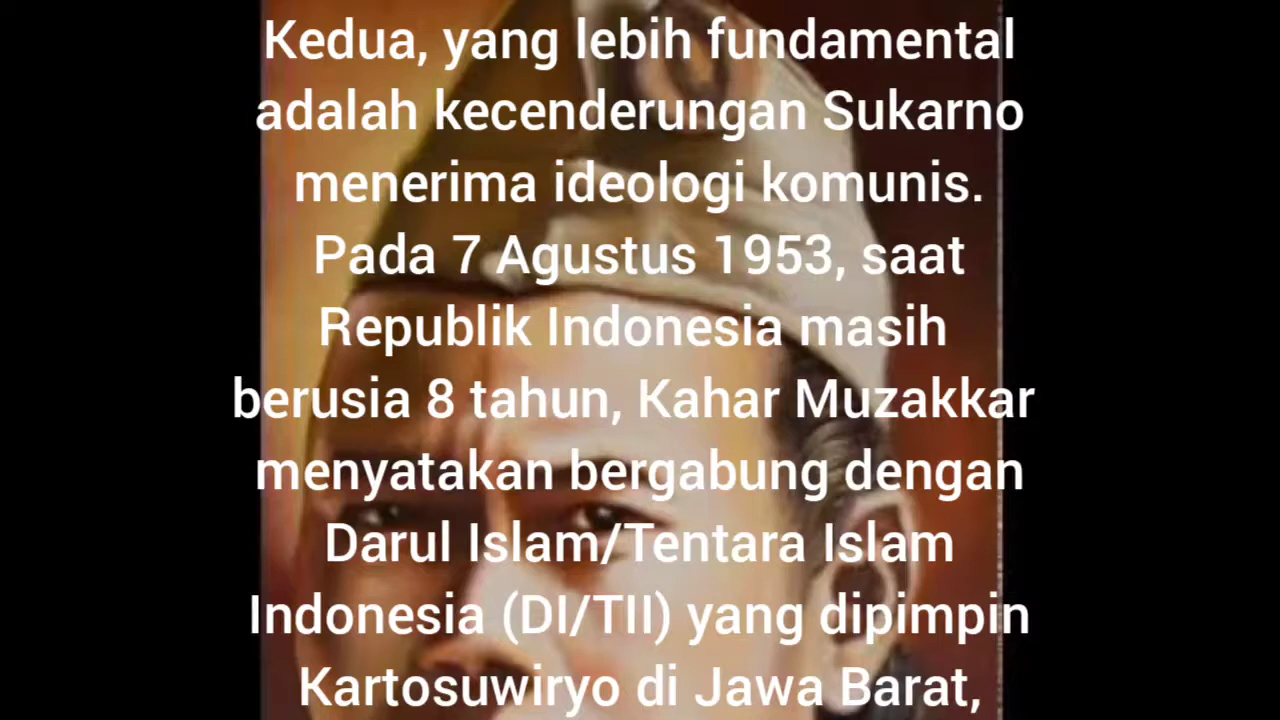 Kedua, yang lebih fundamental
adalah kecenderungan Sukarno
menerima ideologi komunis.
Pada 7 Agustus 1953, saat
Republik Indonesia masih
berusia 8 tahun, Kahar Muzakkar
menyatakan bergabung dengan
Darul Islam/Tentara Islam
Indonesia (DI/TII) yang dipimpin
Kartosuwiryo di Jawa Barat,